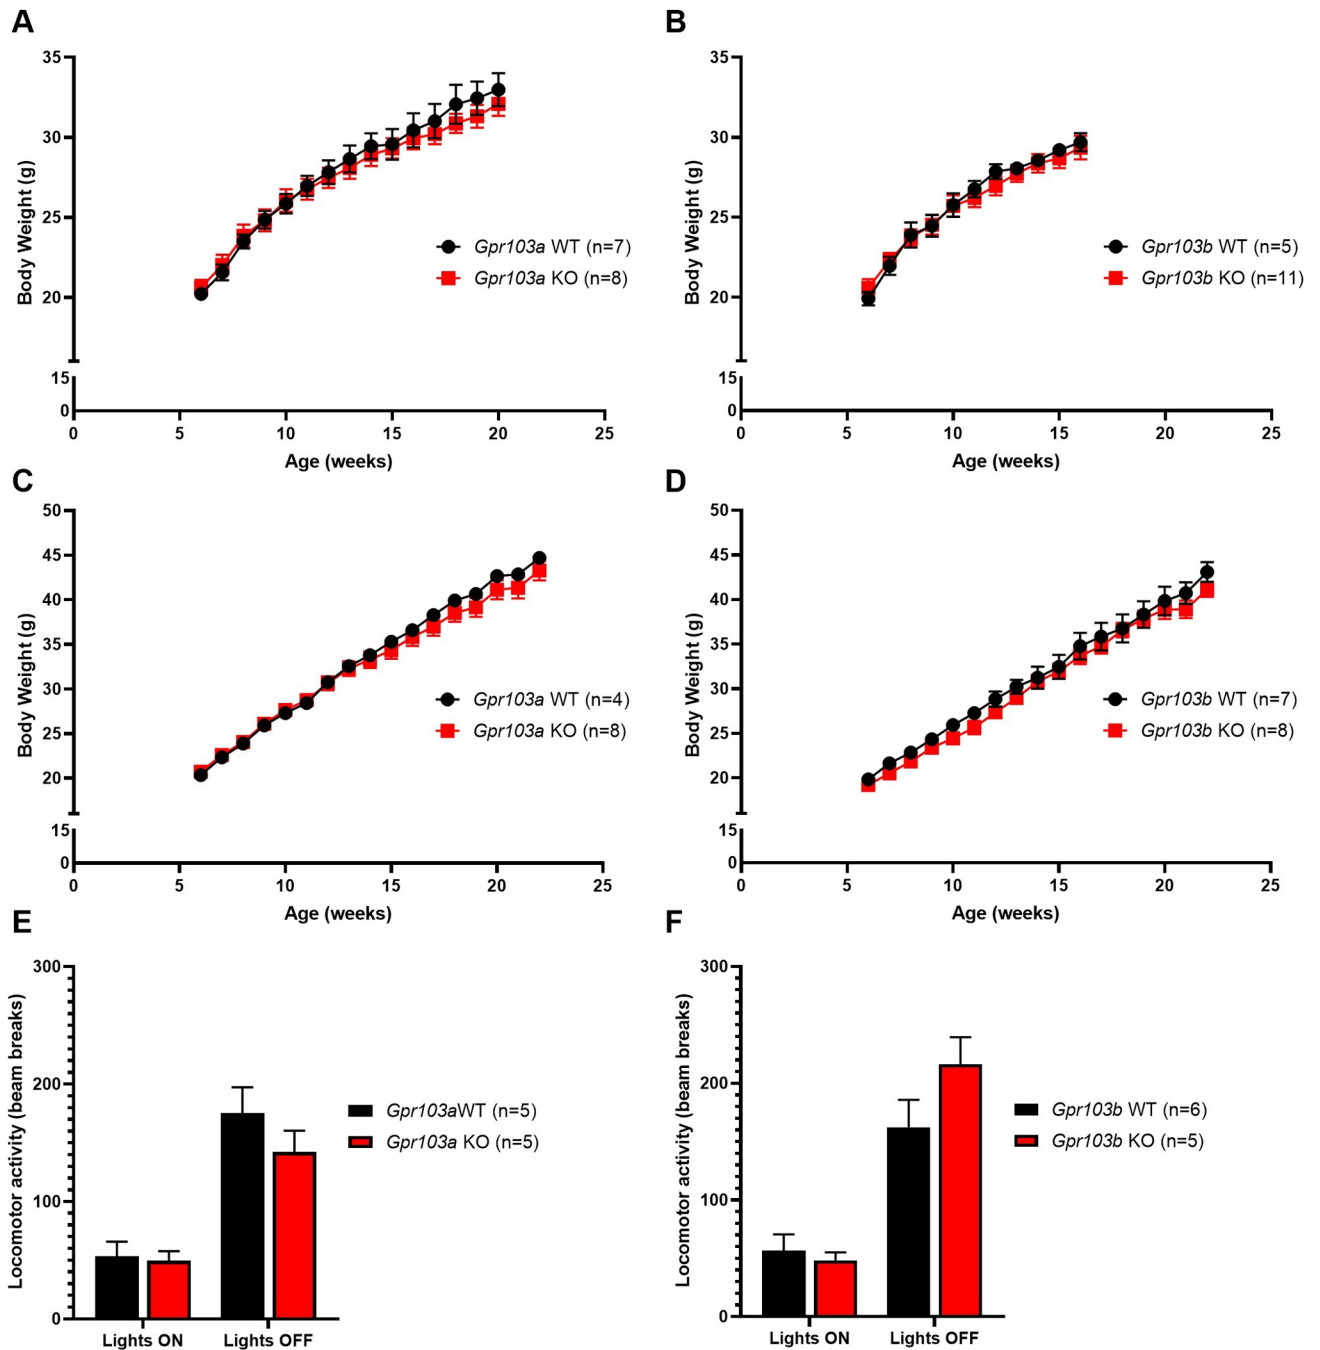 A
35
30
25
20
15
0
0 5 10 15 20 25
Body Weight (g)
Age (weeks)
Gpr103a WT (n=7)
Gpr103a KO (n=8)
B
35
30
25
20
15
0
0 5 10 15 20 25
Body Weight (g)
Age (weeks)
Gpr103b WT (n=5)
Gpr103b KO (n=11)
C
50
45
40
35
30
25
20
15
0
0 5 10 15 20 25
Body Weight (g)
Age (weeks)
Gpr103a WT (n=4)
Gpr103a KO (n=8)
D
50
45
40
35
30
25
20
15
0
0 5 10 15 20 25
Body Weight (g)
Age (weeks)
Gpr103b WT (n=7)
Gpr103b KO (n=8)
E
300
200
100
0
Locomotor activity (beam breaks)
Lights ON Lights OFF
Gpr103aWT (n=5)
Gpr103a KO (n=5)
F
300
200
100
0
Locomotor activity (beam breaks)
Lights ON Lights OFF
Gpr103b WT (n=6)
Gpr103b KO (n=5)